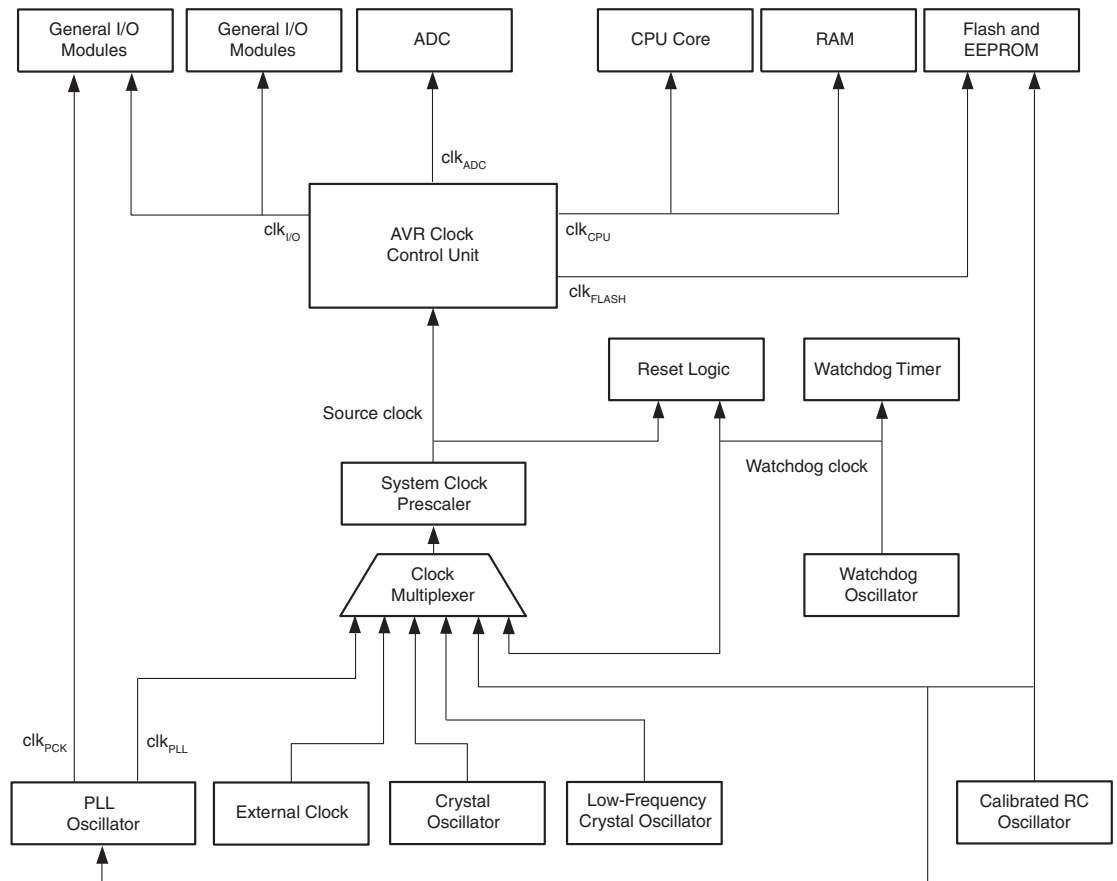 General I/O
Modules
General I/O
Modules
ADC
CPU Core
RAM
Flash and
EEPROM
clkADC
clkI/O
AVR Clock
Control Unit
clkCPU
clkFLASH
Reset Logic
Watchdog Timer
Source clock
Watchdog clock
System Clock
Prescaler
Clock
Multiplexer
Watchdog
Oscillator
clkPCK
clkPLL
PLL
Oscillator
External Clock
Crystal
Oscillator
Low-Frequency
Crystal Oscillator
Calibrated RC
Oscillator